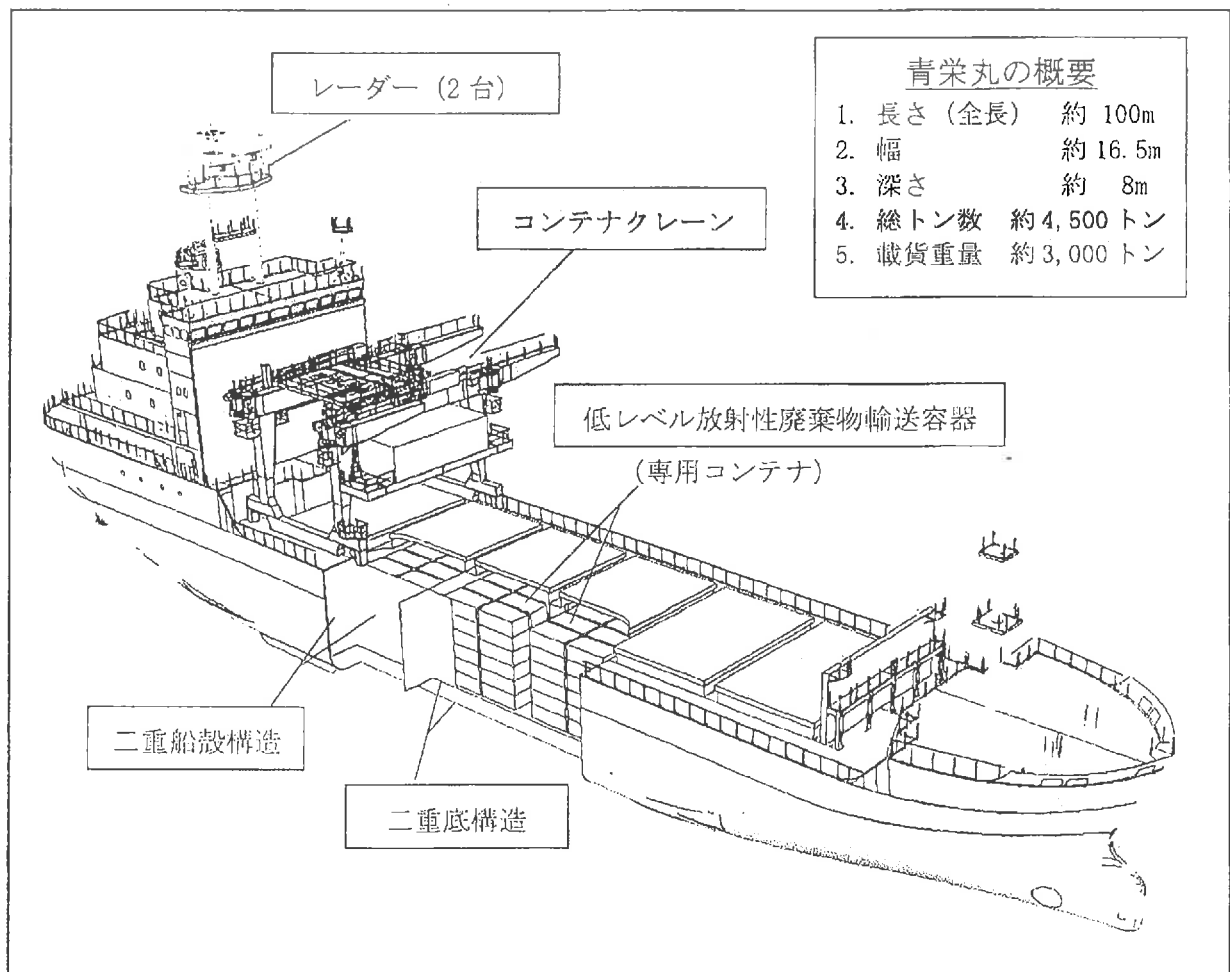 レーダー (2 台)
青栄丸の概要
1. 長さ (全長) 約 100m
2. 幅 約 16.5m
3. 深さ 約 8m
4. 総トン数 約 4,500 トン
5. 載貨重量 約 3,000 トン
コンテナクレーン
低レベル放射性廃棄物輸送容器
(専用コンテナ)
二重船殻構造
二重底構造